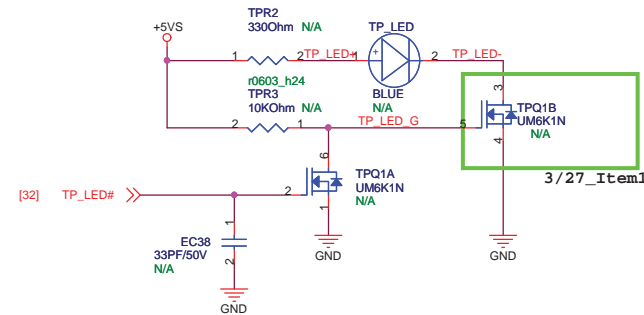 TPR2
330Ohm N/A
+5VS
1
2
TP_LED+
TP_LED
1
+
2
TP_LED-
BLUE
N/A
r0603_h24
TPR3
10KOhm N/A
2
1
TP_LED_G
5
3
4
TPQ1B
UM6K1N
N/A
3/27_Item1
6
TPQ1A
UM6K1N
N/A
[32] TP_LED#
2
1
1
EC38
33PF/50V
N/A
2
GND
GND
GND